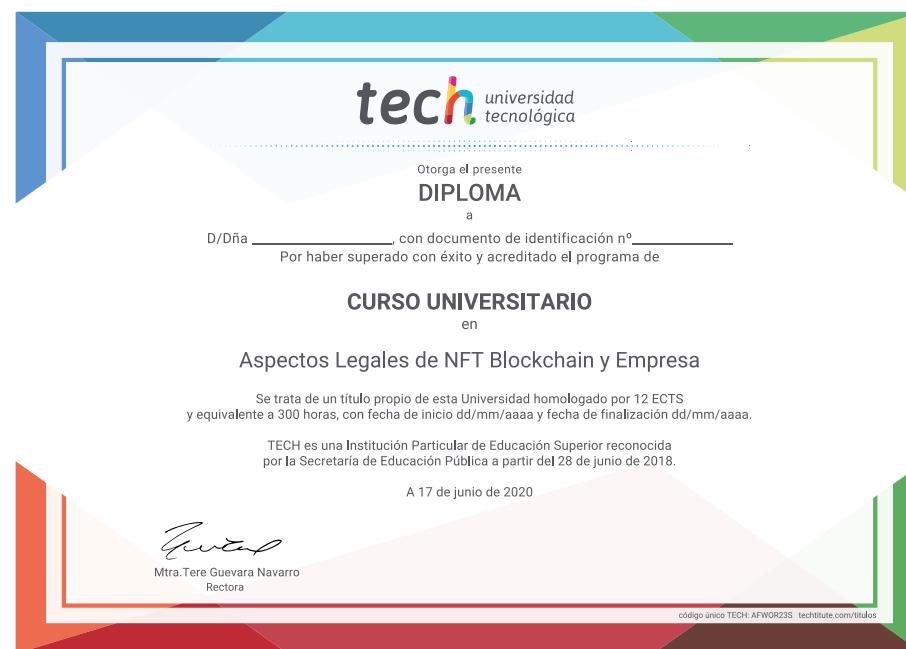 tech universidad
tecnológica
Otorga el presente
DIPLOMA
a
D/Dña ____________________, con documento de identificación nº______________
Por haber superado con éxito y acreditado el programa de
CURSO UNIVERSITARIO
en
Aspectos Legales de NFT Blockchain y Empresa
Se trata de un título propio de esta Universidad homologado por 12 ECTS
y equivalente a 300 horas, con fecha de inicio dd/mm/aaaa y fecha de finalización dd/mm/aaaa.
TECH es una Institución Particular de Educación Superior reconocida
por la Secretaría de Educación Pública a partir del 28 de junio de 2018.
A 17 de junio de 2020
Mtra.Tere Guevara Navarro
Rectora
código único TECH: AFWOR23S techtitute.com/titulos